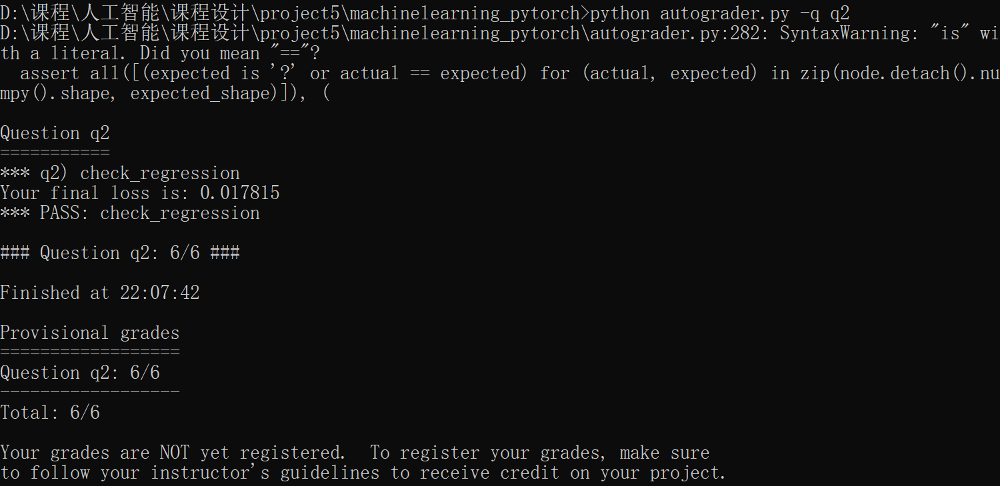 D:\课程\人工智能\课程设计\project5\machinelearning_pytorch>python autograder.py -q q2
D:\课程\人工智能\课程设计\project5\machinelearning_pytorch\autograder.py:282: SyntaxWarning: "is" wi
th a literal. Did you mean "=="?
  assert all([(expected is '?' or actual == expected) for (actual, expected) in zip(node.detach().nu
mpy().shape, expected_shape)]), (

Question q2
===========
*** q2) check_regression
Your final loss is: 0.017815
*** PASS: check_regression

### Question q2: 6/6 ###

Finished at 22:07:42

Provisional grades
==================
Question q2: 6/6
------------------
Total: 6/6

Your grades are NOT yet registered.  To register your grades, make sure
to follow your instructor's guidelines to receive credit on your project.